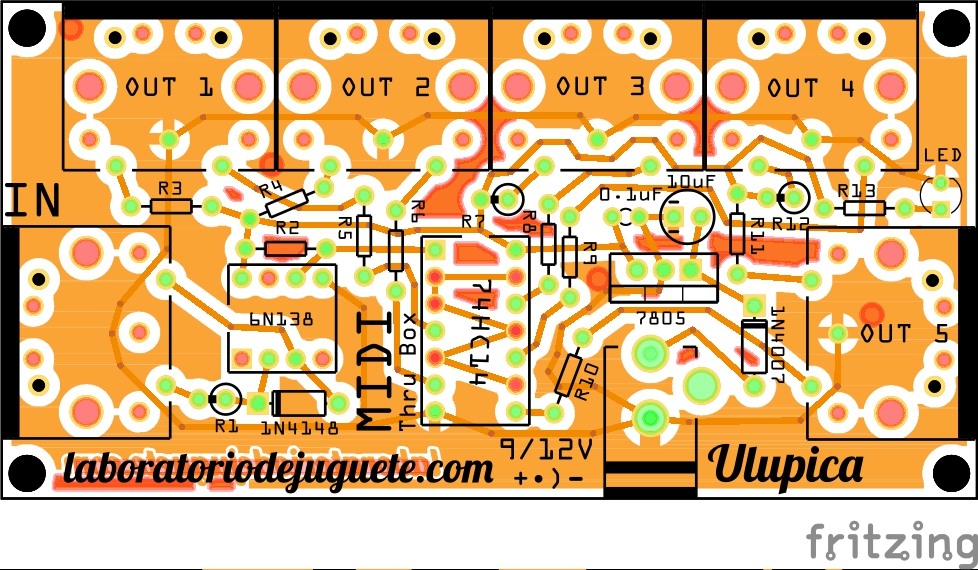 OUT 1
OUT 2
OUT 3
OUT 4
LED
IN
R3
R4
R5
R6
R7
R8
R9
0.1uF
10uF
R11
R12
R13
R2
6N138
MIDI
Thru Box
74HC14
7805
1N4007
OUT 5
R10
R1
1N4148
laboratoriodejuguete.com
9/12V
+•)-
Ulupica
fritzing